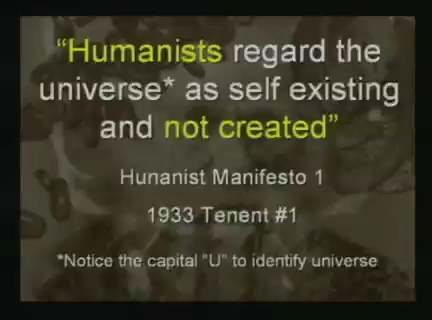 “Humanists regard the
universe* as self existing
and not created”
Hunanist Manifesto 1
1933 Tenent #1
*Notice the capital "U" to identify universe